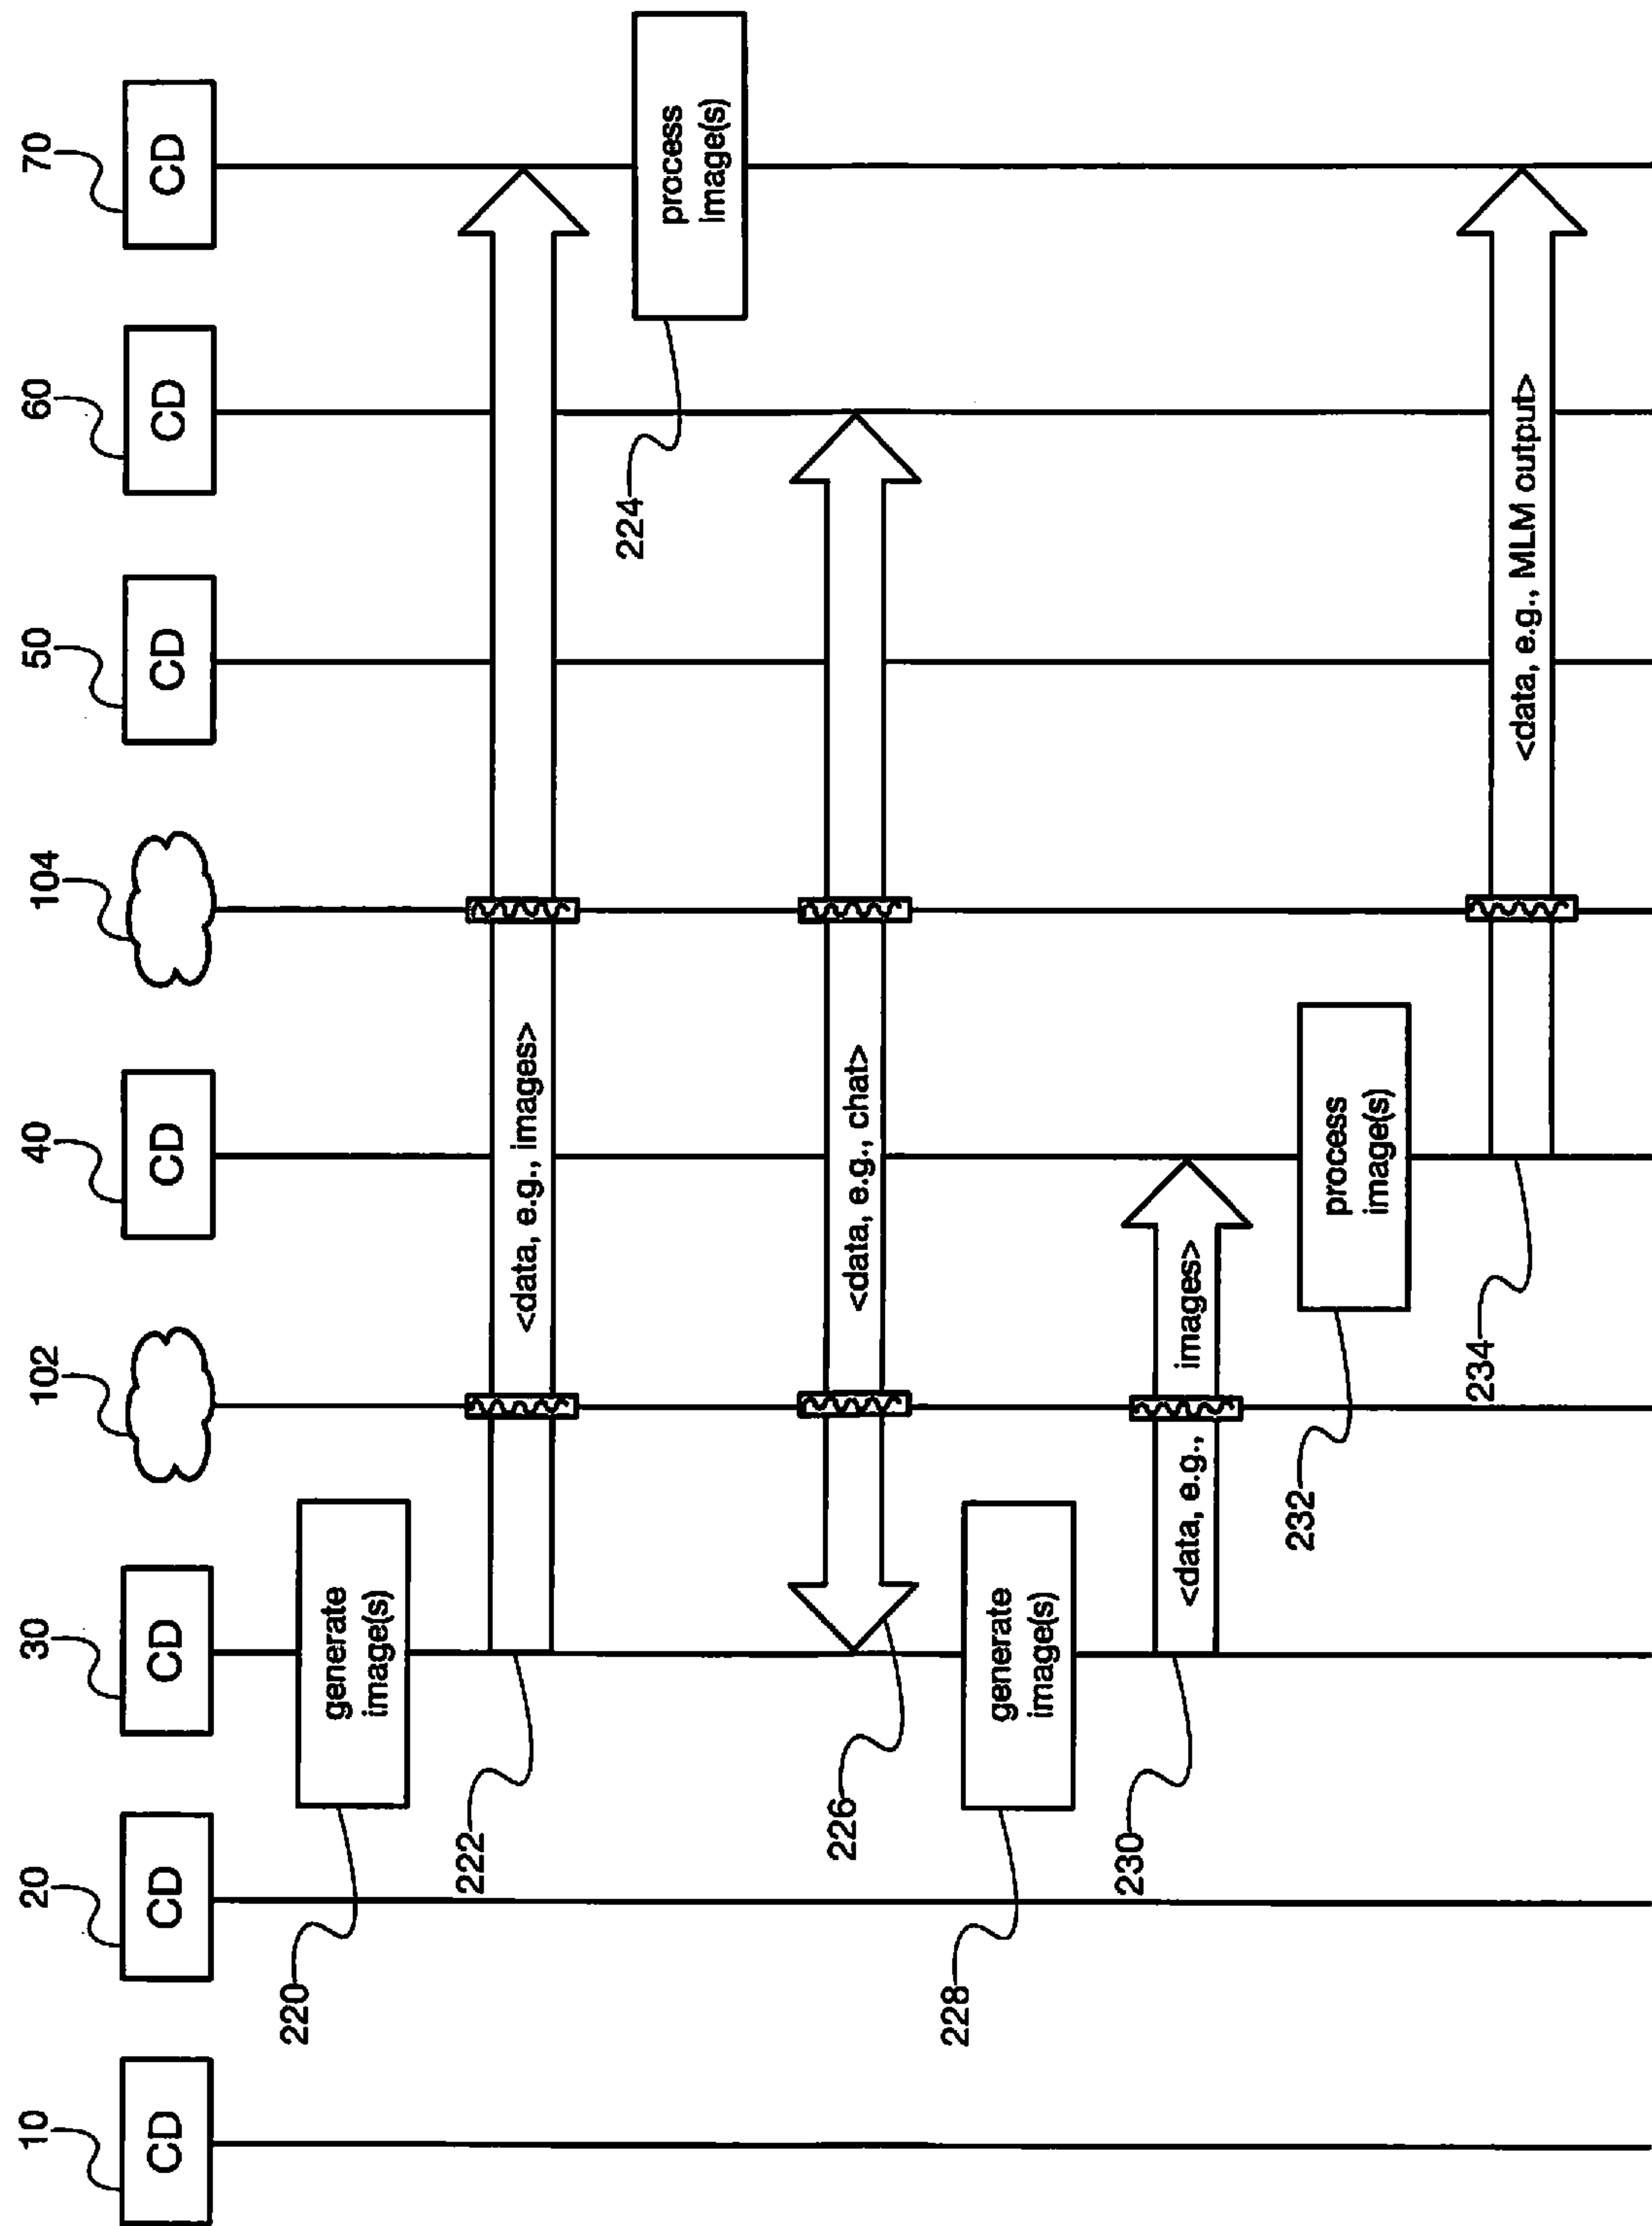 10
20
30
102
40
104
50
60
70
CD
CD
CD
CD
CD
CD
CD
220
generate
image(s)
222
<data, e.g., images>
224
process
image(s)
226
<data, e.g., chat>
228
generate
image(s)
230
<data, e.g., images>
232
process
image(s)
234
<data, e.g., MLM output>